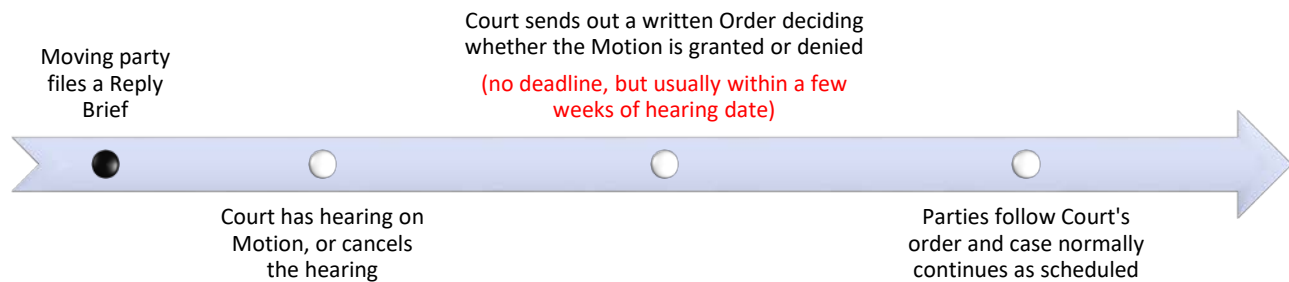 Moving party
files a Reply
Brief
Court has hearing on
Motion, or cancels
the hearing
Court sends out a written Order deciding
whether the Motion is granted or denied
(no deadline, but usually within a few
weeks of hearing date)
Parties follow Court's
order and case normally
continues as scheduled